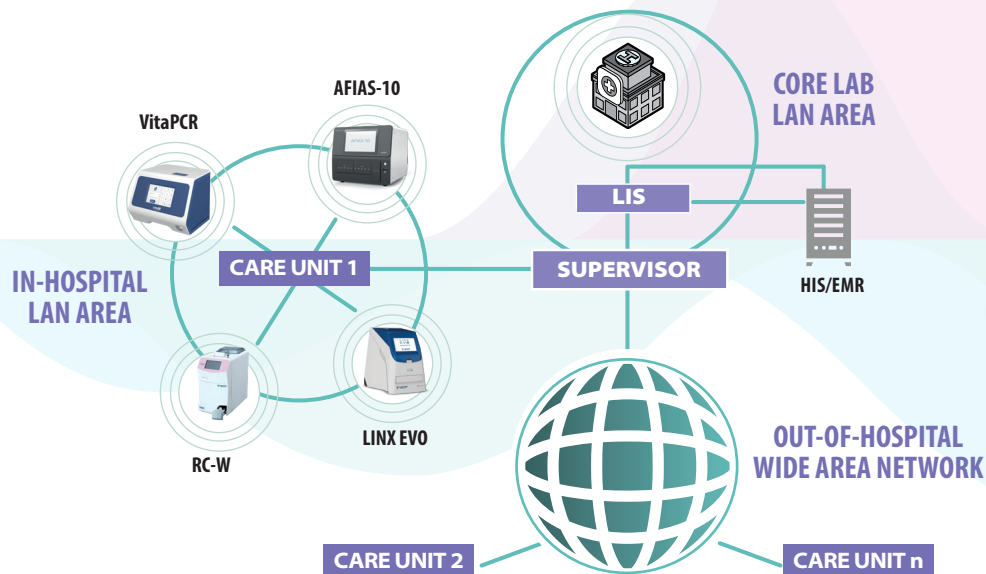 AFIAS-10
VitaPCR
CORE LAB
LAN AREA
LIS
CARE UNIT 1
SUPERVISOR
IN-HOSPITAL
LAN AREA
HIS/EMR
LINX EVO
RC-W
OUT-OF-HOSPITAL
WIDE AREA NETWORK
CARE UNIT 2
CARE UNIT n